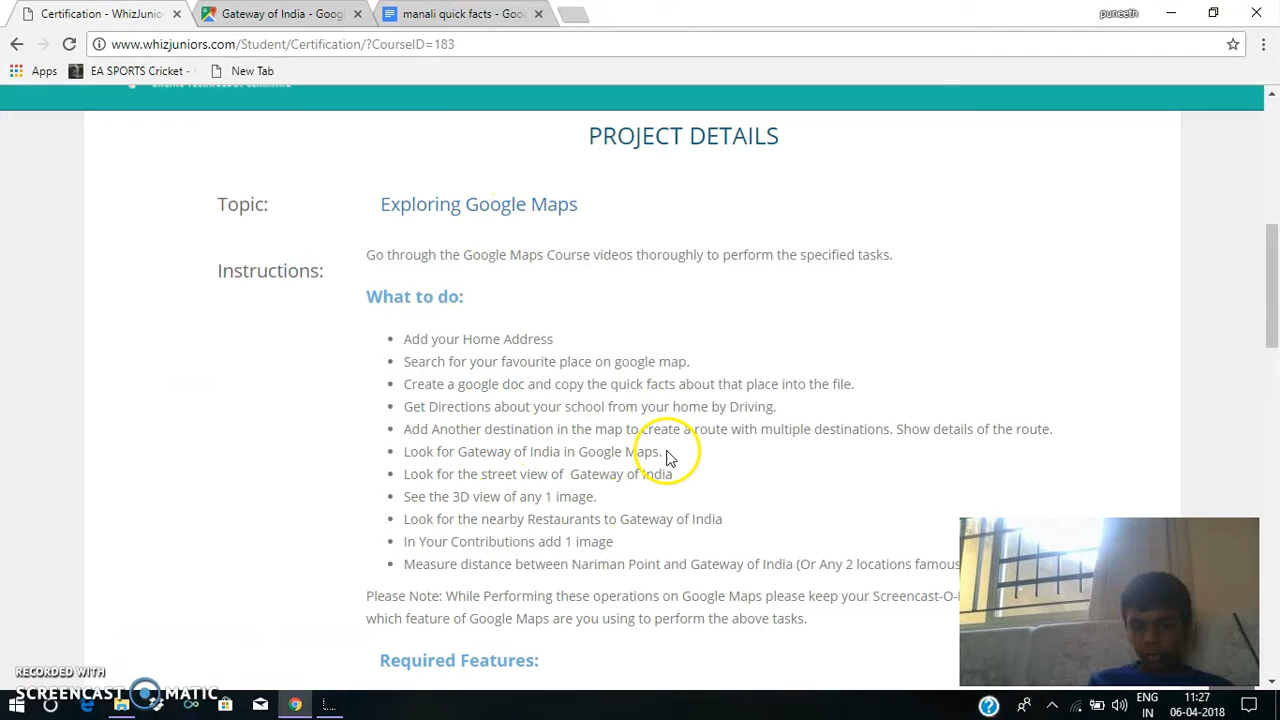 Certification - WhizJuniors
Gateway of India - Goog
manali quick facts - Goo
puneeth
www.whizjuniors.com/Student/Certification/?CourseID=183
Apps
EA SPORTS Cricket -
New Tab
PROJECT DETAILS
Topic:
Exploring Google Maps
Instructions:
Go through the Google Maps Course videos thoroughly to perform the specified tasks.
What to do:
Add your Home Address
Search for your favourite place on google map.
Create a google doc and copy the quick facts about that place into the file.
Get Directions about your school from your home by Driving.
Add Another destination in the map to create a route with multiple destinations. Show details of the route.
Look for Gateway of India in Google Maps.
Look for the street view of Gateway of India
See the 3D view of any 1 image.
Look for the nearby Restaurants to Gateway of India
In Your Contributions add 1 image
Measure distance between Nariman Point and Gateway of India (Or Any 2 locations famous
Please Note: While Performing these operations on Google Maps please keep your Screencast-O-
which feature of Google Maps are you using to perform the above tasks.
Required Features:
RECORDED WITH
SCREENCAST MATIC
ENG
IN
11:27
06-04-2018